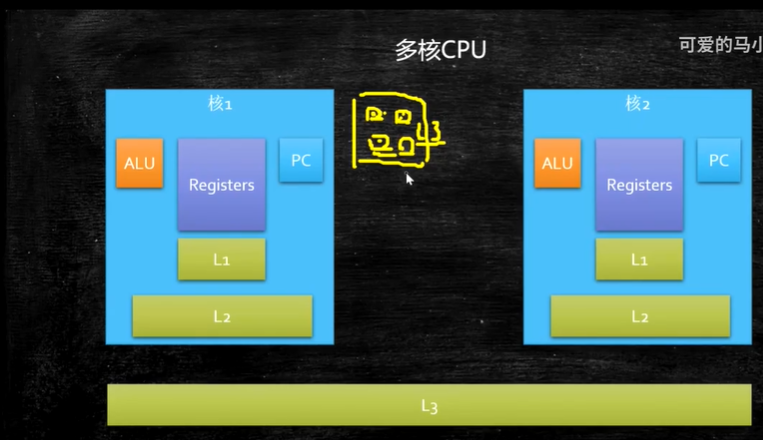 多核CPU
可爱的马小
核1
ALU
Registers
PC
L1
L2
L3
核2
ALU
Registers
PC
L1
L2
L3